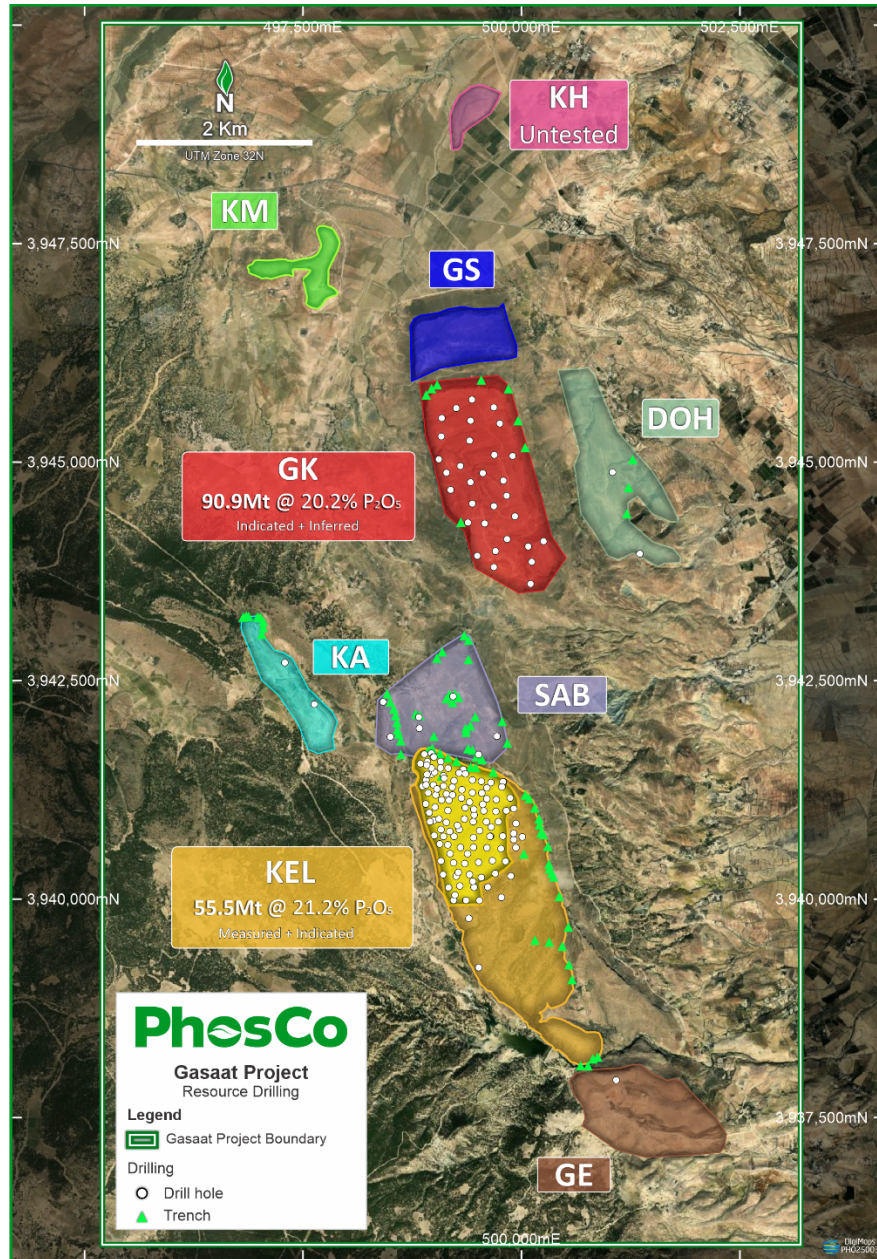 497,500mE 500,000mE 502,500mE
N
2 Km
UTM Zone 32N
KH
Untested
KM
3,947,500mN 3,947,500mN
GS
DOH
3,945,000mN 3,945,000mN
GK
90.9Mt @ 20.2% P₂O₅
Indicated + Inferred
KA
3,942,500mN 3,942,500mN
SAB
KEL
55.5Mt @ 21.2% P₂O₅
Measured + Indicated
3,940,000mN 3,940,000mN
PhosCo
Gasaat Project
Resource Drilling
Legend
Gasaat Project Boundary
Drilling
Drill hole
Trench
3,937,500mN
GE
500,000mE
DigiMaps